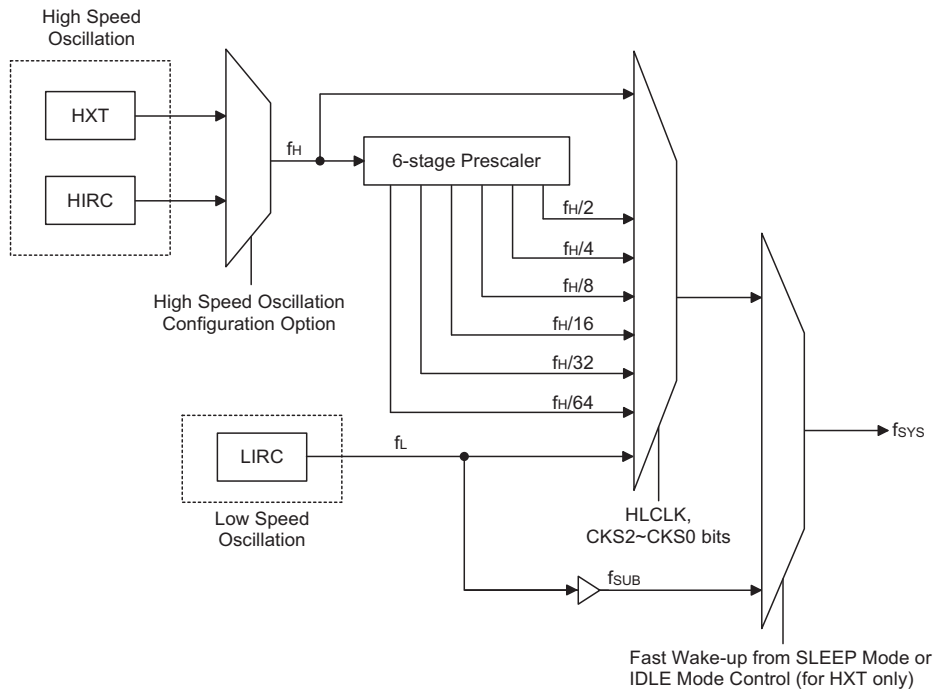 High Speed
Oscillation
HXT
HIRC
fH
6-stage Prescaler
fH/2
fH/4
fH/8
fH/16
fH/32
fH/64
High Speed Oscillation
Configuration Option
LIRC
fL
Low Speed
Oscillation
HLCLK,
CKS2~CKS0 bits
fSUB
fSYS
Fast Wake-up from SLEEP Mode or
IDLE Mode Control (for HXT only)